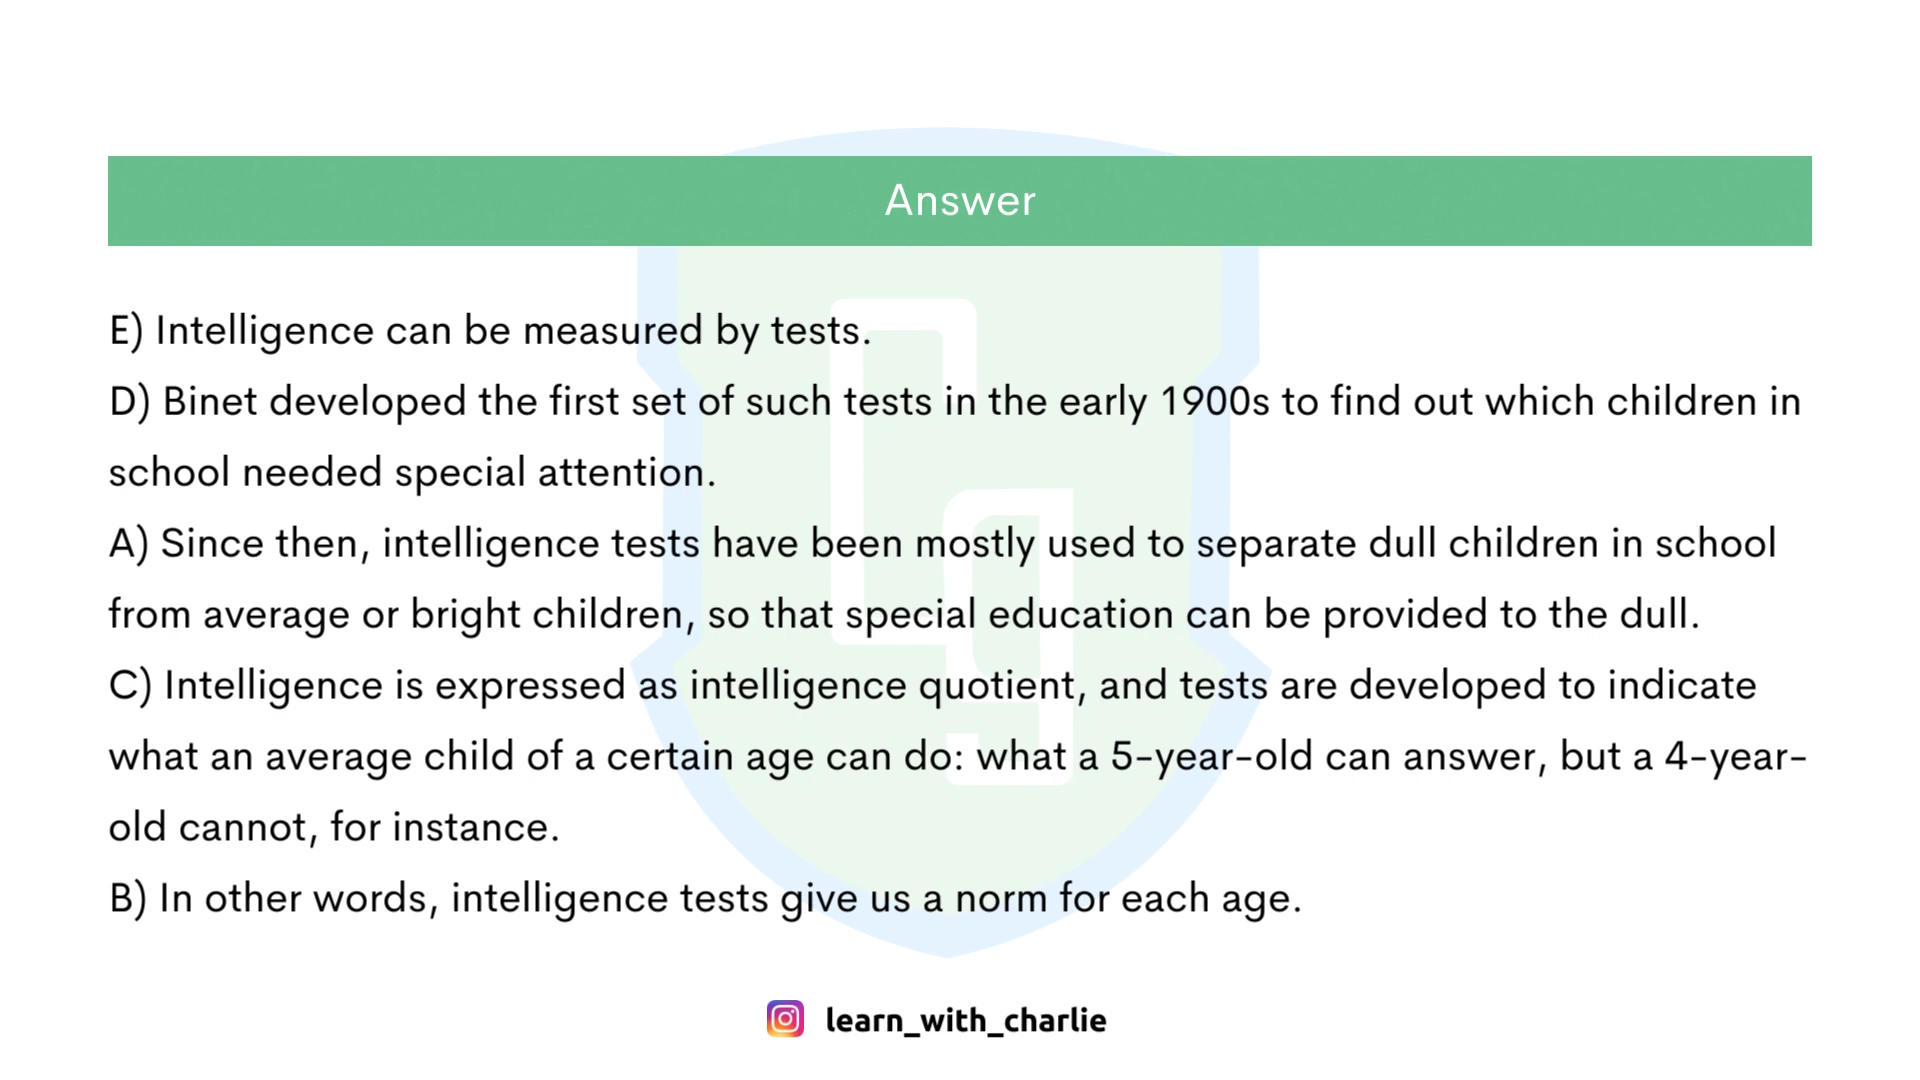 Answer
E) Intelligence can be measured by tests.
D) Binet developed the first set of such tests in the early 1900s to find out which children in
school needed special attention.
A) Since then, intelligence tests have been mostly used to separate dull children in school
from average or bright children, so that special education can be provided to the dull.
C) Intelligence is expressed as intelligence quotient, and tests are developed to indicate
what an average child of a certain age can do: what a 5-year-old can answer, but a 4-year-
old cannot, for instance.
B) In other words, intelligence tests give us a norm for each age.
learn_with_charlie